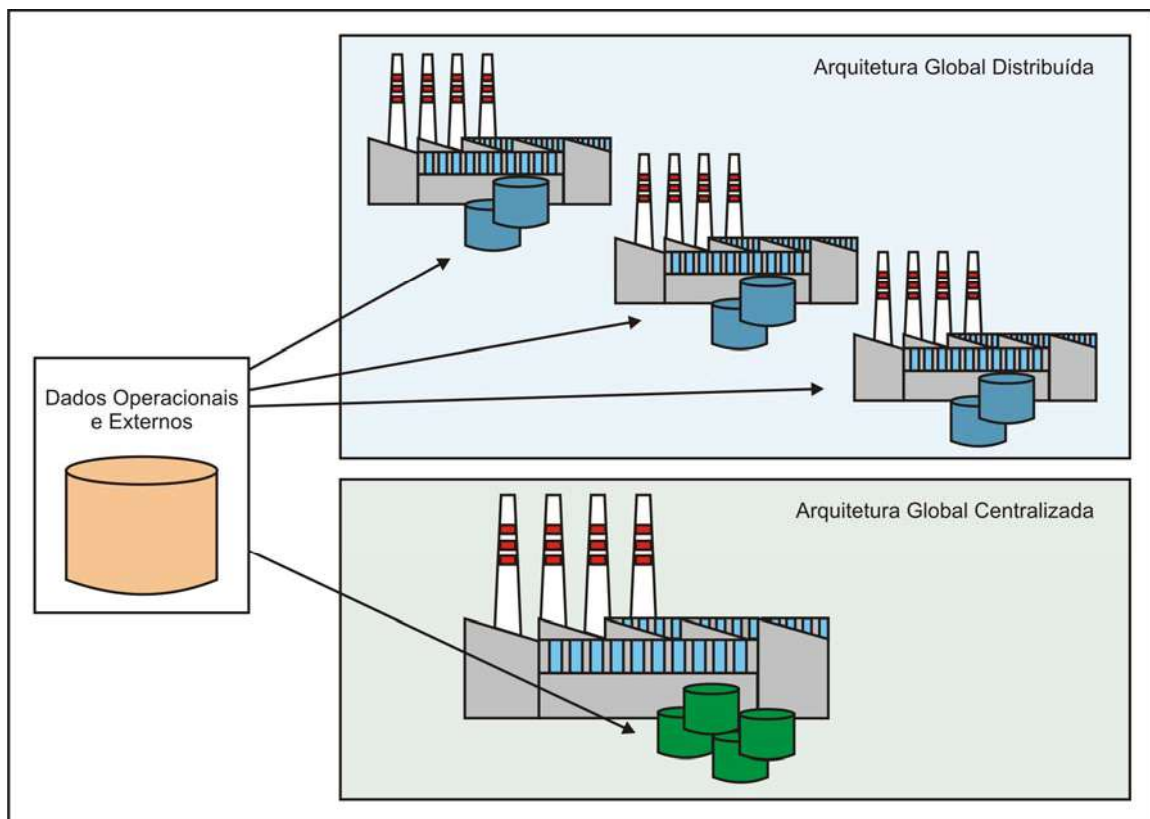 Arquitetura Global Distribuída
Dados Operacionais
e Externos
Arquitetura Global Centralizada